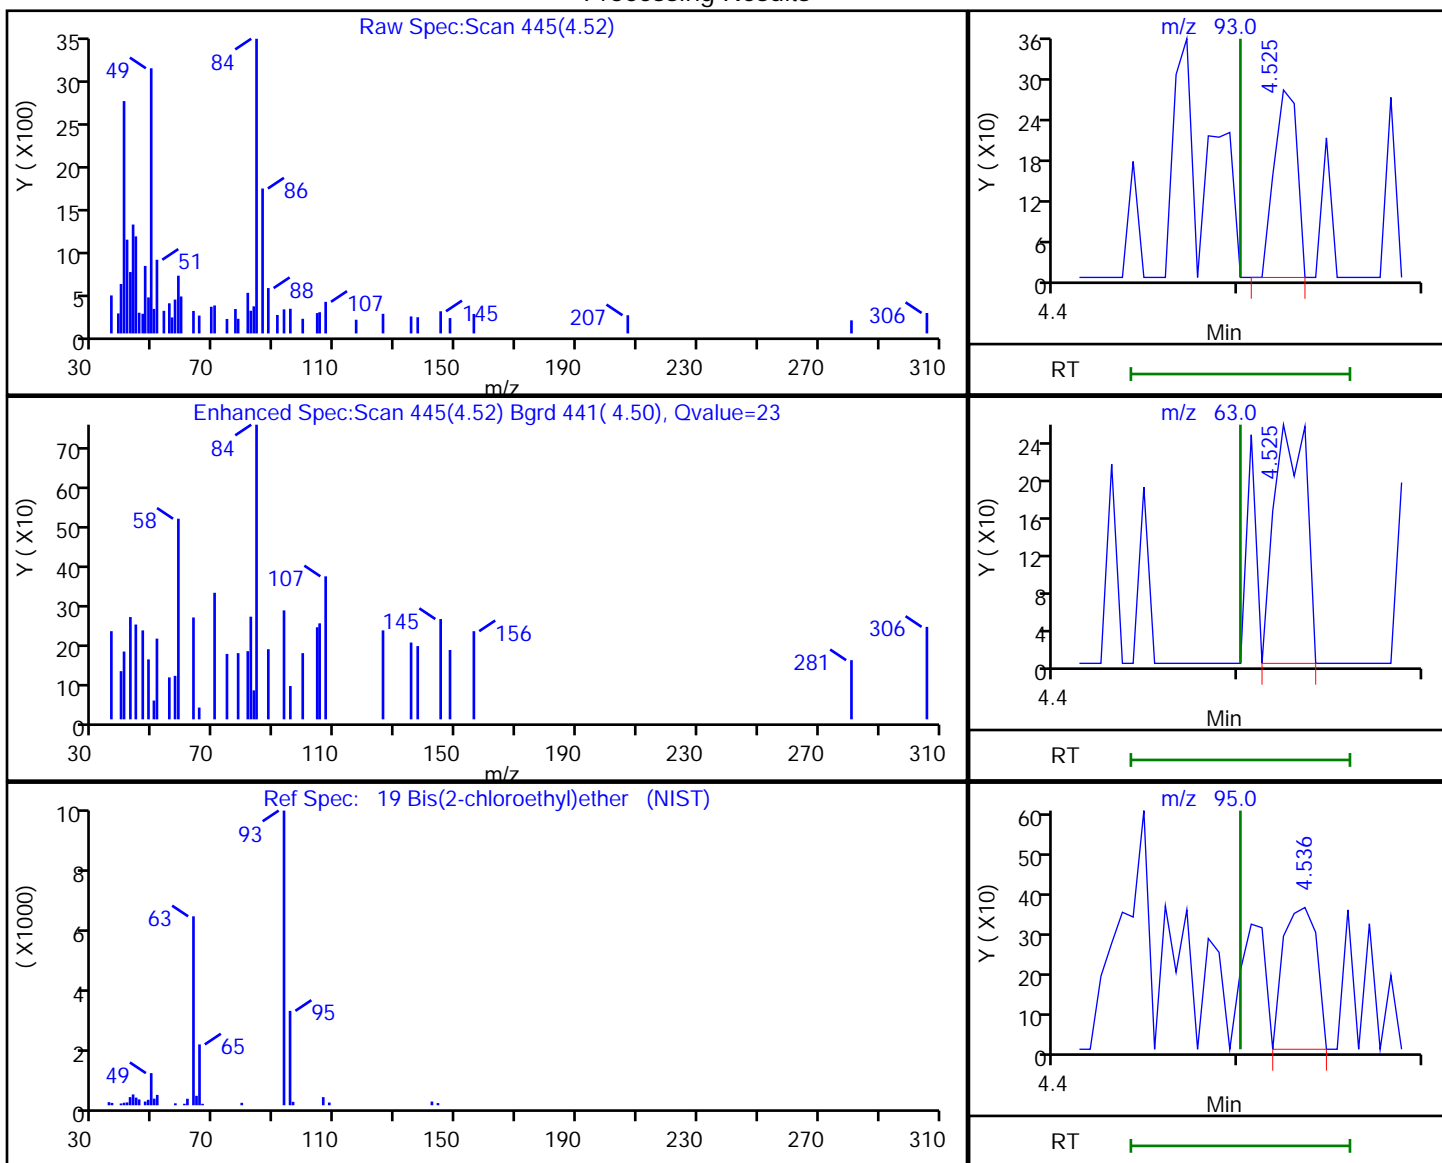 Processing Results
Raw Spec:Scan 445(4.52)
Y ( X100)
35
30
25
20
15
10
5
0
49
84
86
51
88
107
145
207
306
30 70 110 150 190 230 270 310
m/z
m/z 93.0
Y ( X10)
36
30
24
18
12
6
0
4.525
4.4
Min
RT
Enhanced Spec:Scan 445(4.52) Bgrd 441( 4.50), Qvalue=23
Y ( X10)
70
60
50
40
30
20
10
0
84
58
107
145
156
281
306
30 70 110 150 190 230 270 310
m/z
m/z 63.0
Y ( X10)
24
20
16
12
8
4
0
4.525
4.4
Min
RT
Ref Spec: 19 Bis(2-chloroethyl)ether (NIST)
( X1000)
10
8
6
4
2
0
93
63
95
65
49
30 70 110 150 190 230 270 310
m/z 95.0
Y ( X10)
60
50
40
30
20
10
0
4.536
4.4
Min
RT